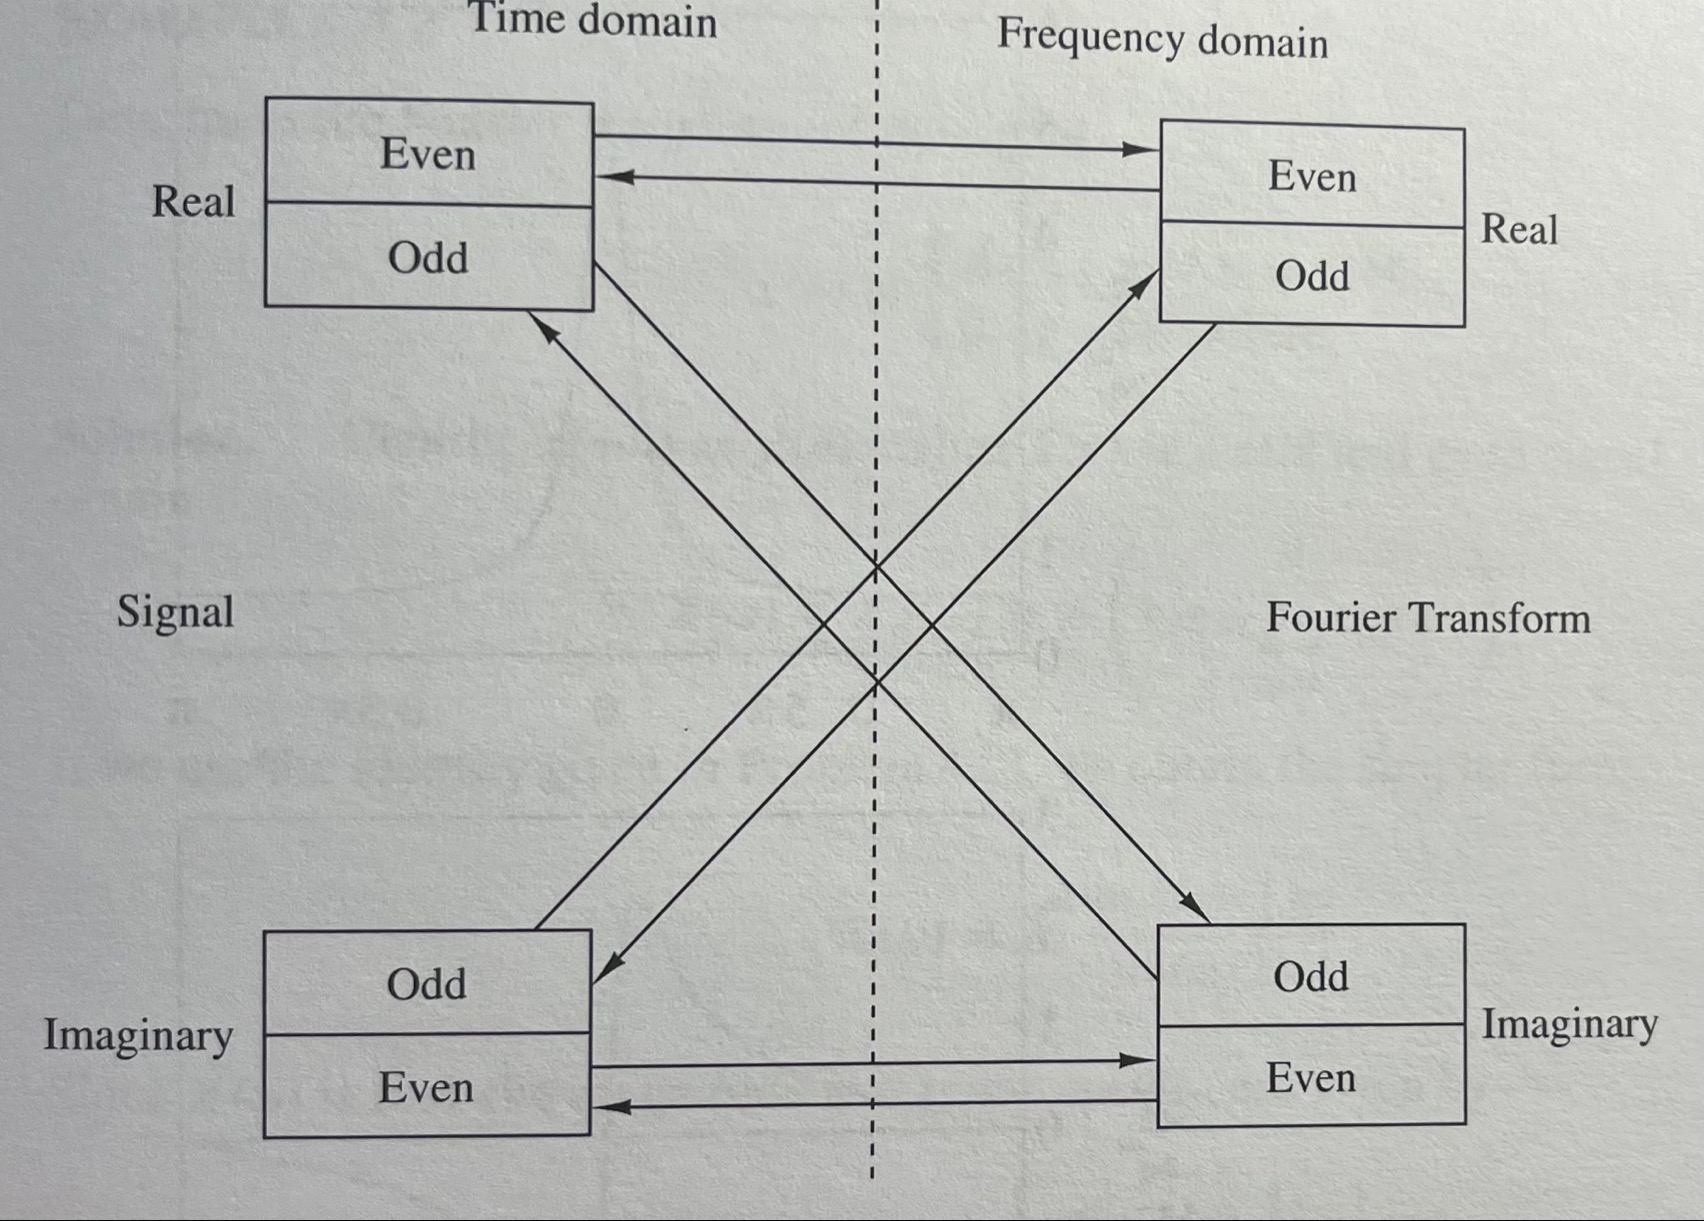 Time domain
Frequency domain
Even
Even
Real
Real
Odd
Odd
Signal
Fourier Transform
Odd
Odd
Imaginary
Imaginary
Even
Even